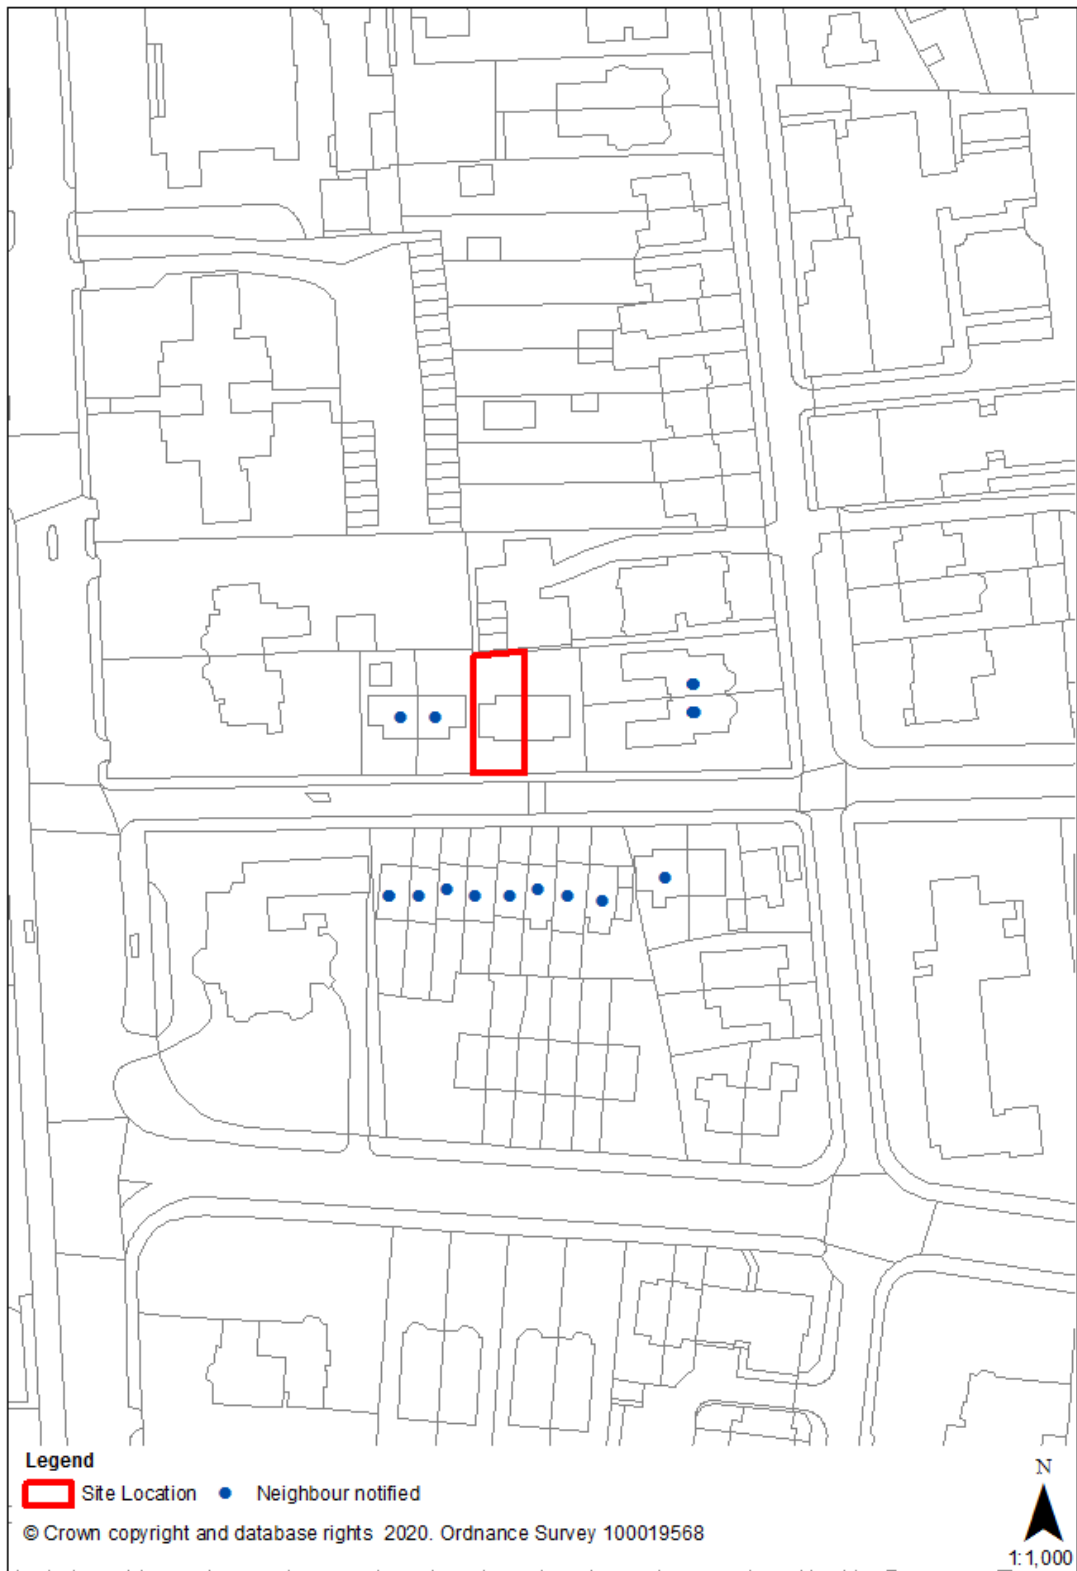 Legend
Site Location
Neighbour notified
© Crown copyright and database rights 2020. Ordnance Survey 100019568
N
1:1,000